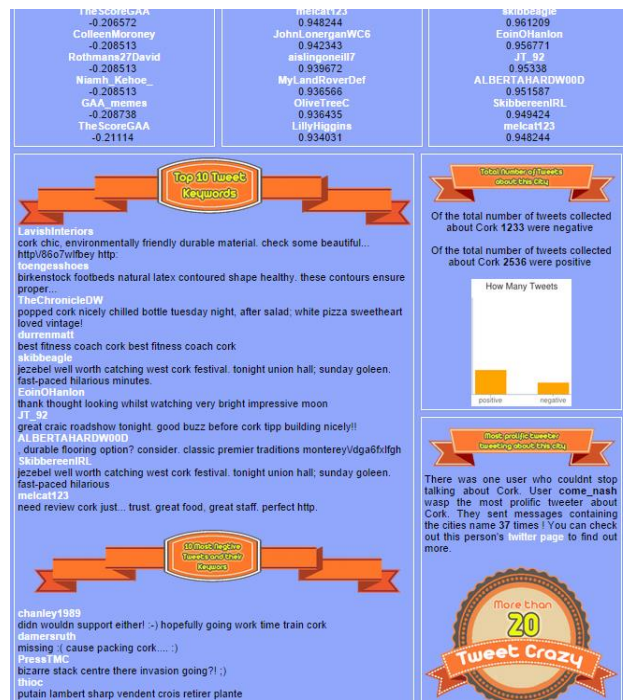 TheScoreGAA
-0.206572
ColleenMoroney
-0.208513
Rothmans27David
-0.208513
Niamh_Kehoe_
-0.208513
GAA_memes
-0.208738
TheScoreGAA
-0.21114
melcat123
0.948244
JohnLonerganWC6
0.942343
aislingoneill7
0.939672
MyLandRoverDef
0.936566
OliveTreeC
0.936435
LillyHiggins
0.934031
skibbeagle
0.961209
EoinOHanlon
0.956771
JT_92
0.95338
ALBERTAHARDW00D
0.951587
SkibbereenIRL
0.949424
melcat123
0.948244
Top 10 Tweet
Keywords
LavishInteriors
cork chic, environmentally friendly durable material. check some beautiful...
http\/86o7wlfbey http:
toengesshoes
birkenstock footbeds natural latex contoured shape healthy. these contours ensure
proper...
TheChronicleDW
popped cork nicely chilled bottle tuesday night, after salad; white pizza sweetheart
loved vintage!
durrenmatt
best fitness coach cork best fitness coach cork
skibbeagle
jezebel well worth catching west cork festival. tonight union hall; sunday goleen.
fast-paced hilarious minutes.
EoinOHanlon
thank thought looking whilst watching very bright impressive moon
JT_92
great craic roadshow tonight. good buzz before cork tipp building nicely!!
ALBERTAHARDW00D
, durable flooring option? consider. classic premier traditions monterey\/dga6fxlfgh
SkibbereenIRL
jezebel well worth catching west cork festival. tonight union hall; sunday goleen.
fast-paced hilarious
melcat123
need review cork just... trust. great food, great staff. perfect http.
10 Most Negtive
Tweets and their
Keywors
chanley1989
didn wouldn support either! :-) hopefully going work time train cork
damersruth
missing :( cause packing cork.... :)
PressTMC
bizarre stack centre there invasion going?! ;)
thioc
putain lambert sharp vendent crois retirer plante
Total Number of Tweets
about this City
Of the total number of tweets collected
about Cork 1233 were negative
Of the total number of tweets collected
about Cork 2536 were positive
How Many Tweets
positive negative
Most prolific tweeter
tweeting about this city
There was one user who couldnt stop
talking about Cork. User come_nash
wasp the most prolific tweeter about
Cork. They sent messages containing
the cities name 37 times ! You can check
out this person's twitter page to find out
more.
More than
20
Tweet Crazy